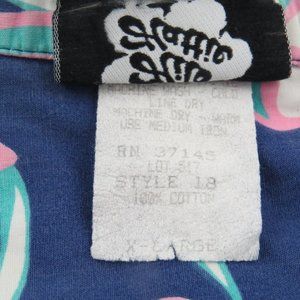 MACHINE WASH - COLD
LINE DRY
MACHINE DRY - WARM
USE MEDIUM IRON
RN 37145
LOT 547
STYLE 18
100% COTTON
X-LARGE